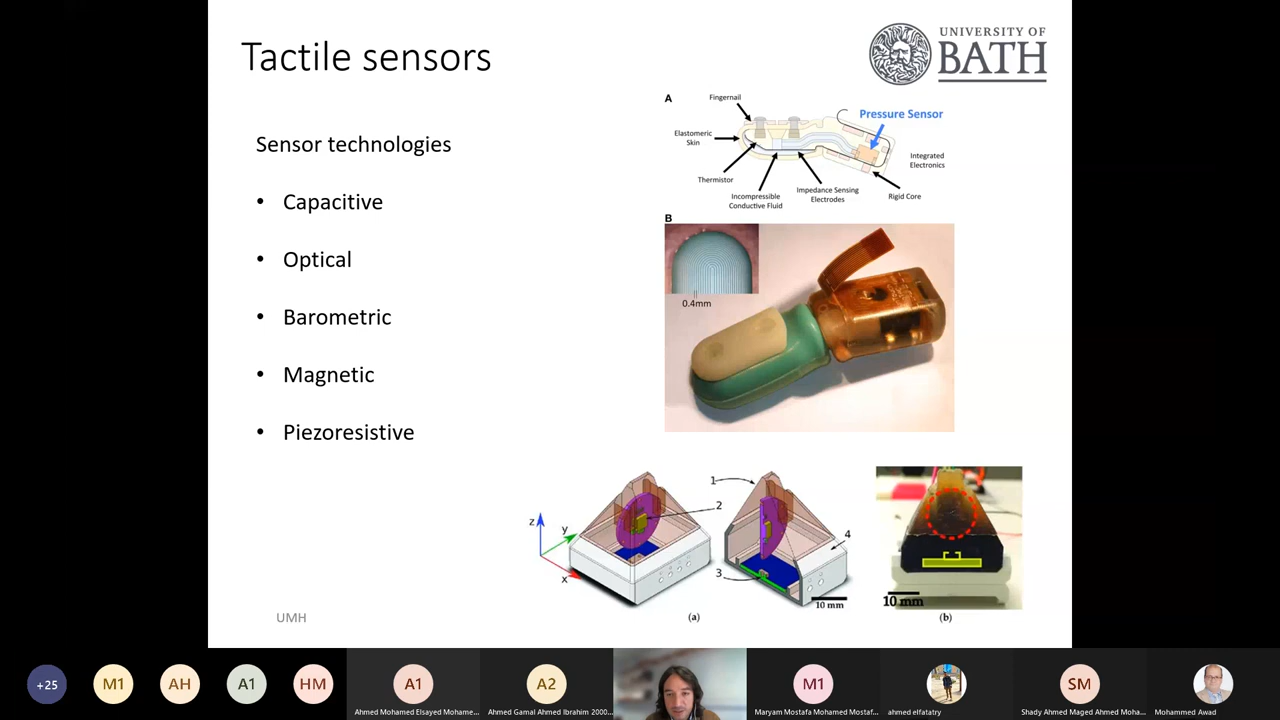 Tactile sensors
UNIVERSITY OF
BATH
Sensor technologies
• Capacitive
• Optical
• Barometric
• Magnetic
• Piezoresistive
A
Fingernail
Pressure Sensor
Elastomeric
Skin
Integrated
Electronics
Thermistor
Incompressible
Conductive Fluid
Impedance Sensing
Electrodes
Rigid Core
B
0.4mm
z
y
x
1
2
3
4
10 mm
10 mm
(a)
(b)
UMH
+25
M1
AH
A1
HM
A1
Ahmed Mohamed Elsayed Mohame...
A2
Ahmed Gamal Ahmed Ibrahim 2000...
M1
Maryam Mostafa Mohamed Mostaf...
ahmed elfatatry
SM
Shady Ahmed Maged Ahmed Moha...
Mohammed Awad